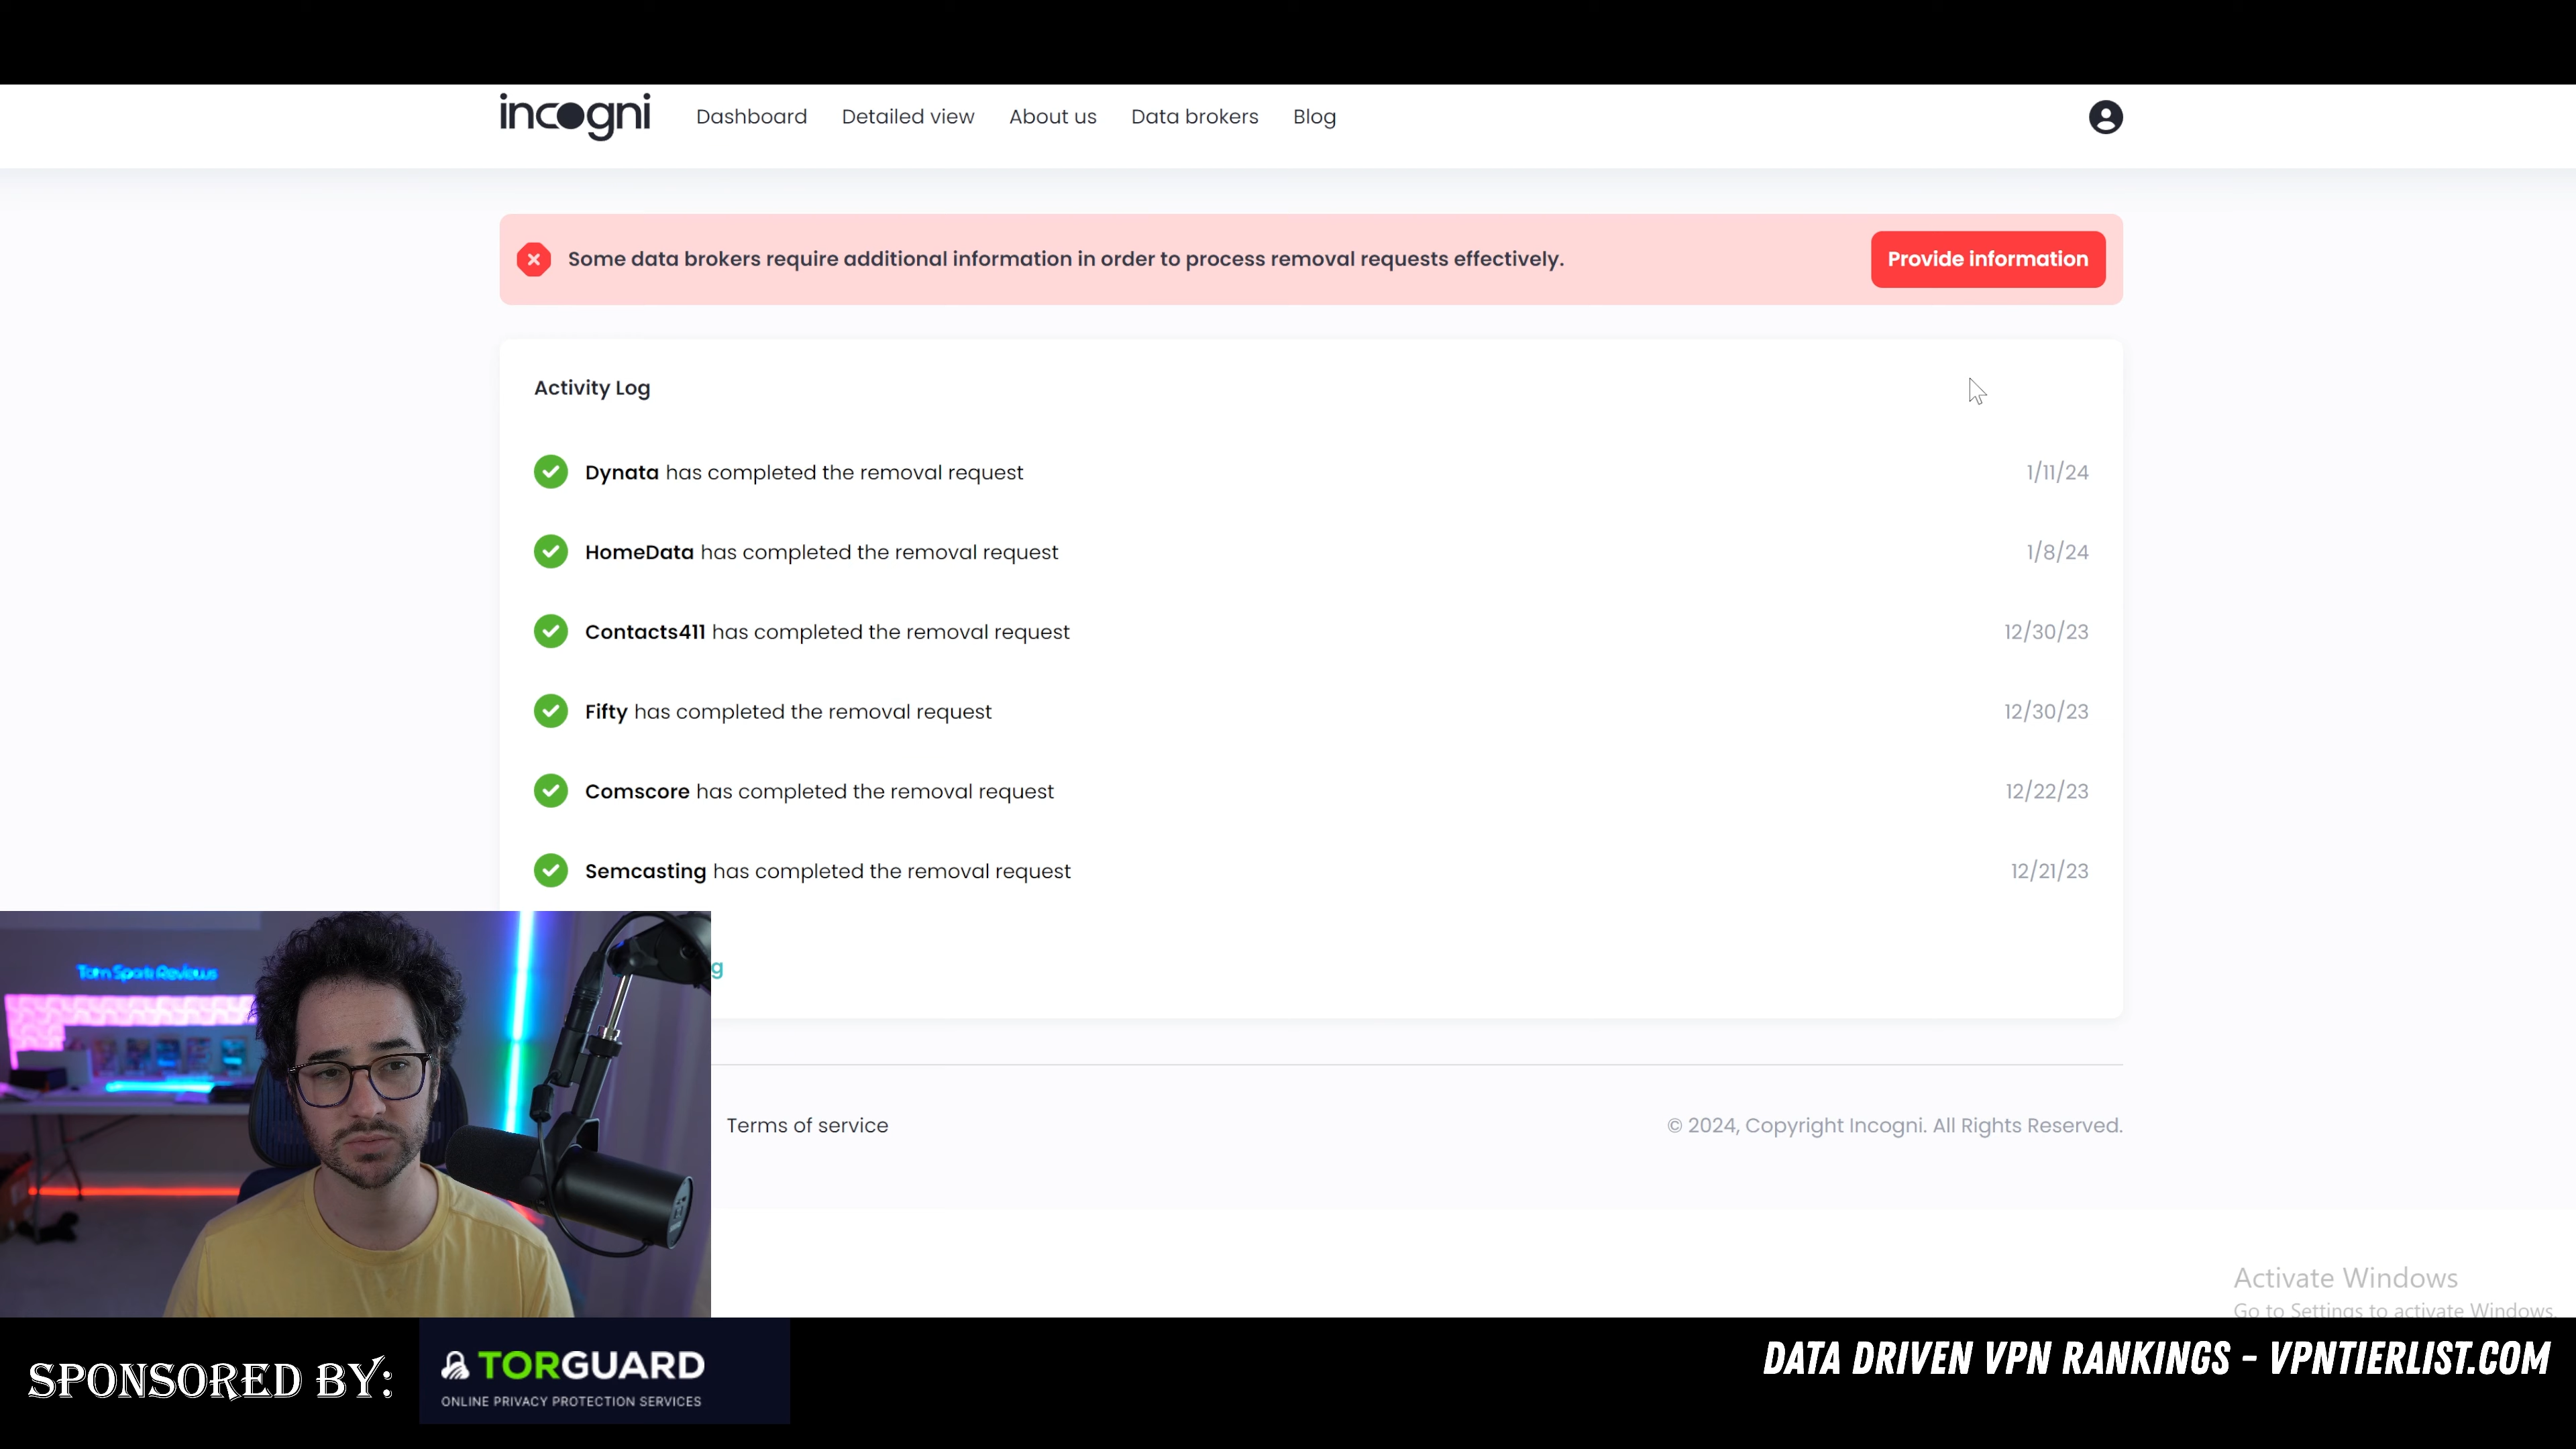 incogni
Dashboard
Detailed view
About us
Data brokers
Blog
Some data brokers require additional information in order to process removal requests effectively.
Provide information
Activity Log
Dynata has completed the removal request
1/11/24
HomeData has completed the removal request
1/8/24
Contacts411 has completed the removal request
12/30/23
Fifty has completed the removal request
12/30/23
Comscore has completed the removal request
12/22/23
Semcasting has completed the removal request
12/21/23
g
Tom Spark Reviews
Terms of service
© 2024, Copyright Incogni. All Rights Reserved.
Activate Windows
Go to Settings to activate Windows.
SPONSORED BY:
TORGUARD
ONLINE PRIVACY PROTECTION SERVICES
DATA DRIVEN VPN RANKINGS - VPNTIERLIST.COM